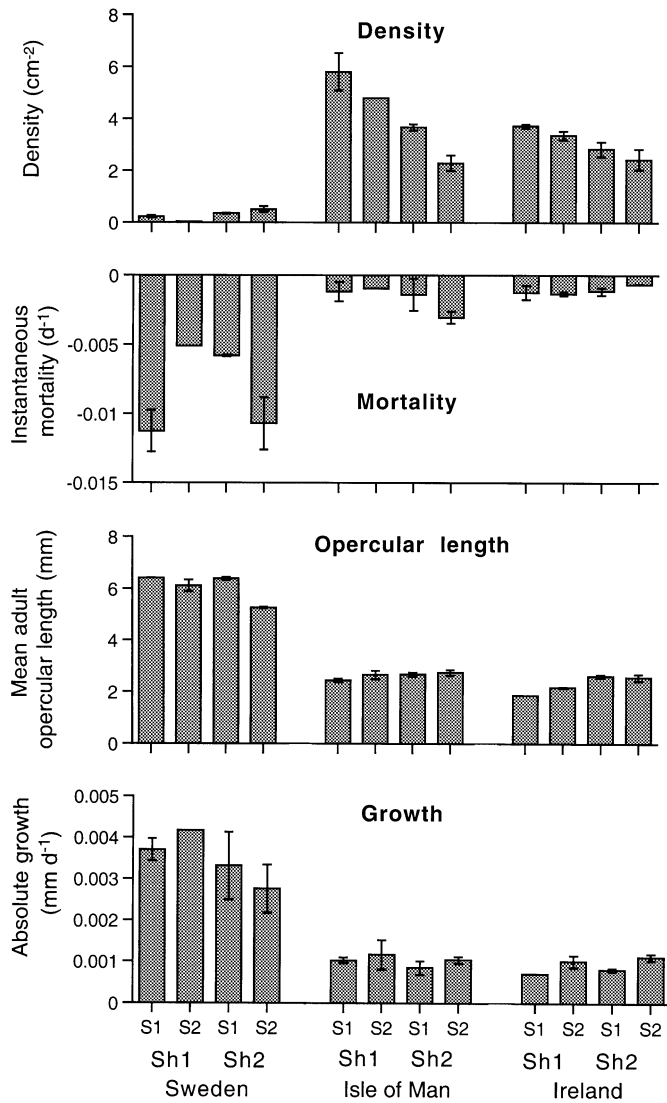 Density
Density (cm-2)
8
6
4
2
0
Mortality
Instantaneous
mortality (d-1)
0
-0.005
-0.01
-0.015
Opercular length
Mean adult
opercular length (mm)
8
6
4
2
0
Growth
Absolute growth
(mm d-1)
0.005
0.004
0.003
0.002
0.001
0
S1 S2 S1 S2 S1 S2 S1 S2 S1 S2 S1 S2
Sh1 Sh2 Sh1 Sh2 Sh1 Sh2
Sweden Isle of Man Ireland